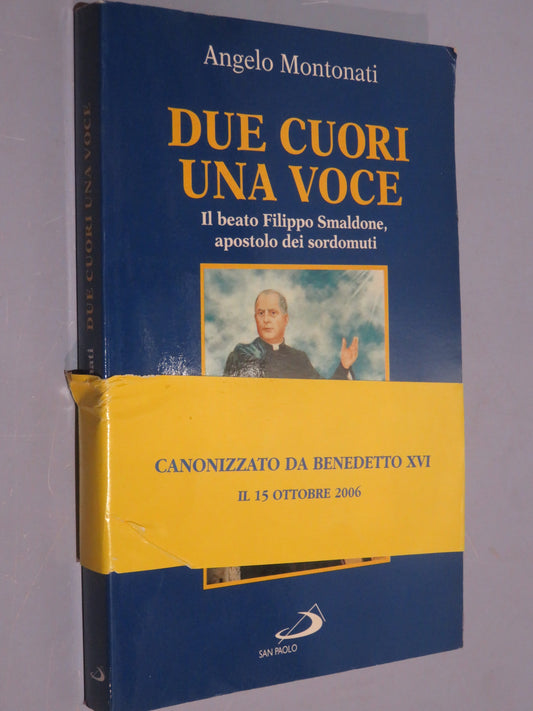 Angelo Montonati
DUE CUORI
UNA VOCE
Il beato Filippo Smaldone,
apostolo dei sordomuti
CANONIZZATO DA BENEDETTO XVI
IL 15 OTTOBRE 2006
SAN PAOLO
nati DUE CUORI UNA VOCE